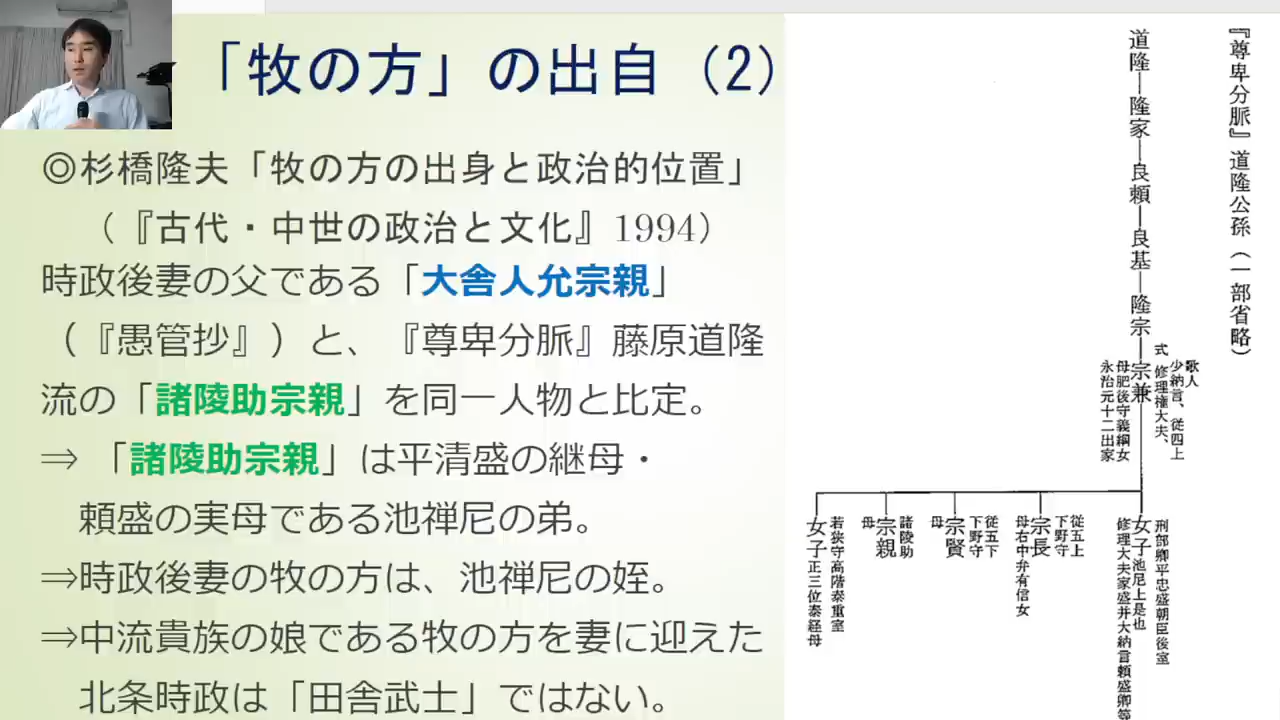 「牧の方」の出自（2）
◎杉橋隆夫「牧の方の出身と政治的位置」
（『古代・中世の政治と文化』1994）
時政後妻の父である「大舎人允宗親」
（『愚管抄』）と、『尊卑分脈』藤原道隆
流の「諸陵助宗親」を同一人物と比定。
⇒ 「諸陵助宗親」は平清盛の継母・
頼盛の実母である池禅尼の弟。
⇒時政後妻の牧の方は、池禅尼の姪。
⇒中流貴族の娘である牧の方を妻に迎えた
北条時政は「田舎武士」ではない。
『尊卑分脈』道隆公孫（一部省略）
道隆―隆家―良頼―良基―隆宗―宗兼
歌人
少納言、従四上
式 修理権大夫、
母肥後守義綱女
永治元十二出家
刑部卿平忠盛朝臣後室
女子池尼上是也
修理大夫家盛并大納言頼盛卿等
従五上
下野守
宗長
母右中弁有信女
従五下
下野守
宗賢
母
諸陵助
宗親
母
若狭守高階泰重室
女子正三位泰経母